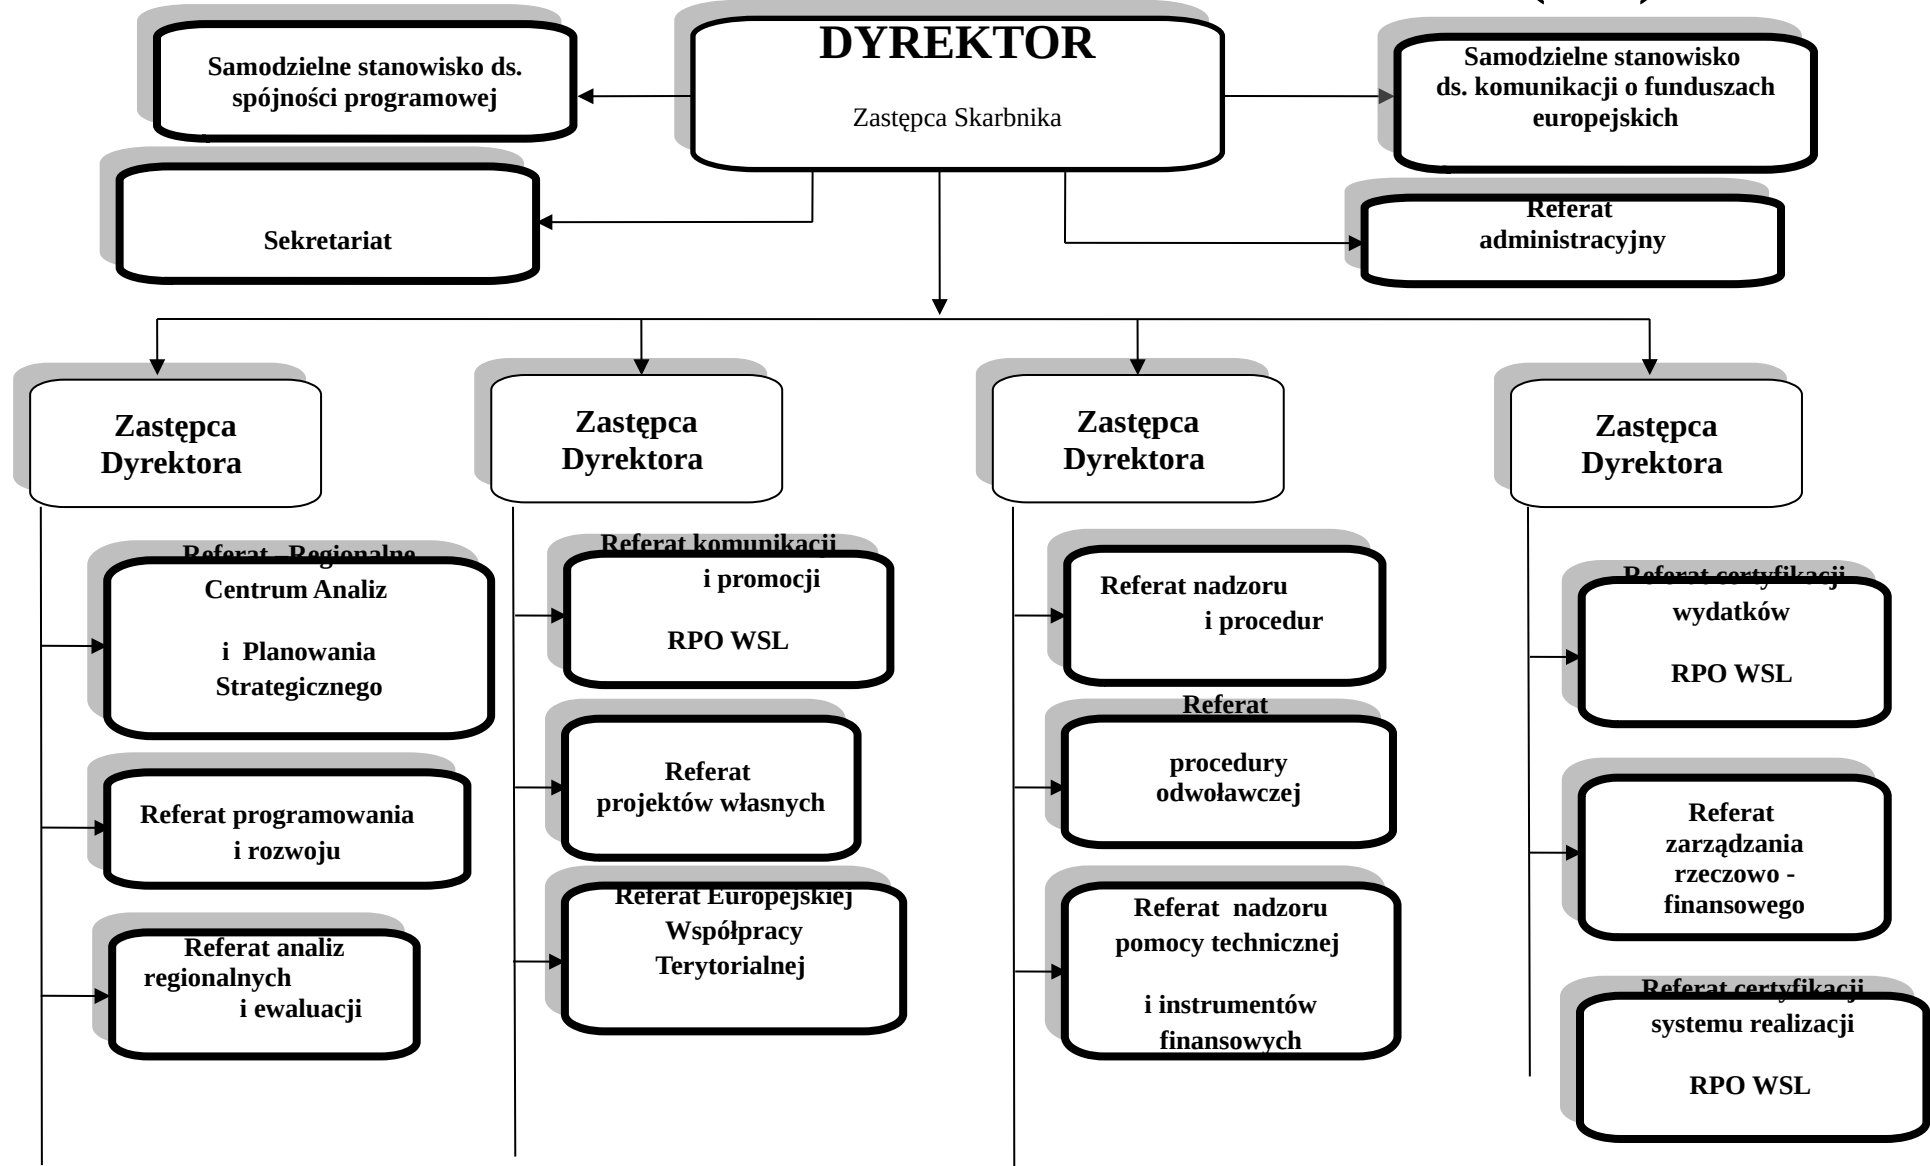 DYREKTOR
Zastępca Skarbnika
Samodzielne stanowisko ds.
spójności programowej
Samodzielne stanowisko
ds. komunikacji o funduszach
europejskich
Sekretariat
Referat
administracyjny
Zastępca
Dyrektora
Referat –Regionalne
Centrum Analiz
i Planowania
Strategicznego
Referat programowania
i rozwoju
Referat analiz
regionalnych
i ewaluacji
Zastępca
Dyrektora
Referat komunikacji
i promocji
RPO WSL
Referat
projektów własnych
Referat Europejskiej
Współpracy
Terytorialnej
Zastępca
Dyrektora
Referat nadzoru
i procedur
Referat
procedury
odwoławczej
Referat nadzoru
pomocy technicznej
i instrumentów
finansowych
Zastępca
Dyrektora
Referat certyfikacji
wydatków
RPO WSL
Referat
zarządzania
rzeczowo -
finansowego
Referat certyfikacji
systemu realizacji
RPO WSL